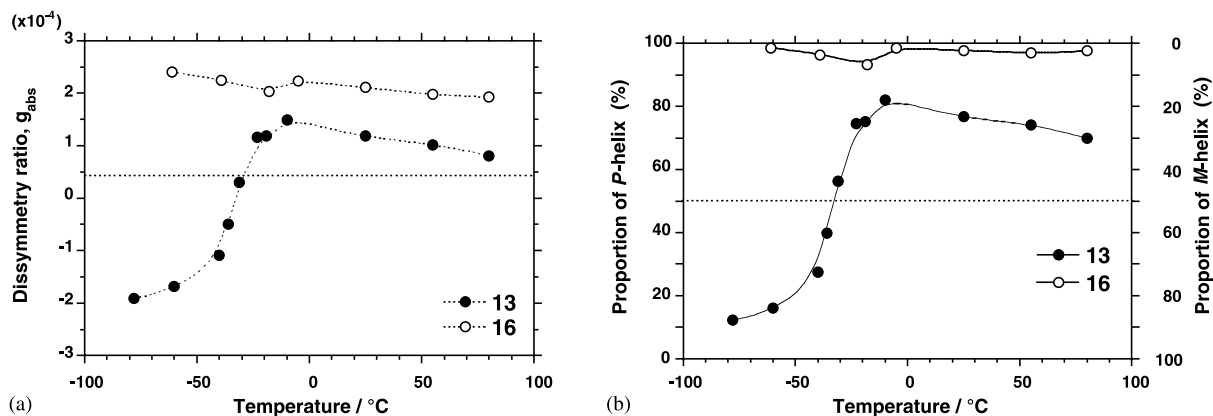 (x10⁻⁴)
3
2
1
0
-1
-2
-3
Dissymmetry ratio, g_abs
13
16
-100 -50 0 50 100
Temperature / °C
(a)
100
80
60
40
20
0
Proportion of P-helix (%)
0
20
40
60
80
100
Proportion of M-helix (%)
13
16
-100 -50 0 50 100
Temperature / °C
(b)